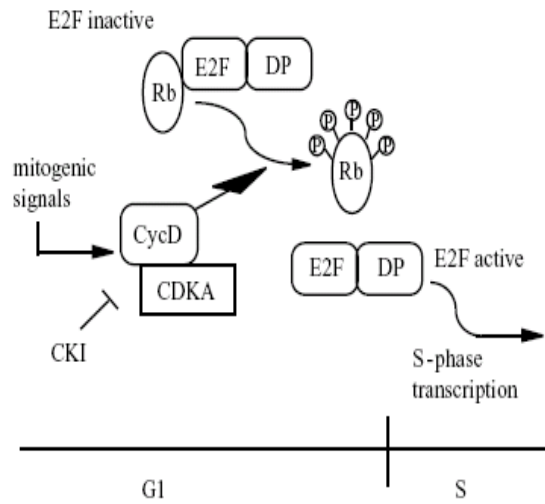 E2F inactive
Rb
E2F
DP
P
P
P
P
P
Rb
mitogenic
signals
CycD
CDKA
CKI
E2F
DP
E2F active
S-phase
transcription
G1
S